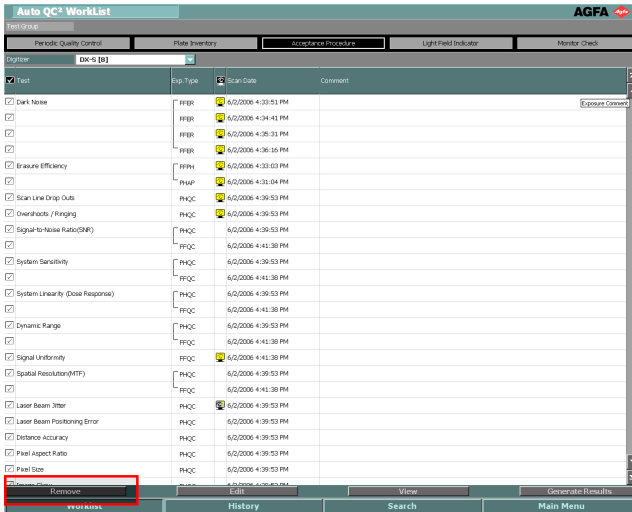 Auto QC² WorkList
AGFA Agfa
Test Group
Periodic Quality Control Plate Inventory Acceptance Procedure Light Field Indicator Monitor Check
Digitizer DX-S [B]
Test Exp.Type Scan Date Comment
Dark Noise FFER 6/2/2006 4:33:51 PM Exposure Comment
FFER 6/2/2006 4:34:41 PM
FFER 6/2/2006 4:35:31 PM
FFER 6/2/2006 4:36:16 PM
Erasure Efficiency FFPH 6/2/2006 4:33:03 PM
PHAP 6/2/2006 4:31:04 PM
Scan Line Drop Outs PHQC 6/2/2006 4:39:53 PM
Overshoots / Ringing PHQC 6/2/2006 4:39:53 PM
Signal-to-Noise Ratio(SNR) PHQC 6/2/2006 4:39:53 PM
FFQC 6/2/2006 4:41:38 PM
System Sensitivity PHQC 6/2/2006 4:39:53 PM
FFQC 6/2/2006 4:41:38 PM
System Linearity (Dose Response) PHQC 6/2/2006 4:39:53 PM
FFQC 6/2/2006 4:41:38 PM
Dynamic Range PHQC 6/2/2006 4:39:53 PM
FFQC 6/2/2006 4:41:38 PM
Signal Uniformity FFQC 6/2/2006 4:41:38 PM
Spatial Resolution(MTF) PHQC 6/2/2006 4:39:53 PM
FFQC 6/2/2006 4:41:38 PM
Laser Beam Jitter PHQC 6/2/2006 4:39:53 PM
Laser Beam Positioning Error PHQC 6/2/2006 4:39:53 PM
Distance Accuracy PHQC 6/2/2006 4:39:53 PM
Pixel Aspect Ratio PHQC 6/2/2006 4:39:53 PM
Pixel Size PHQC 6/2/2006 4:39:53 PM
Remove Edit View Generate Results
Worklist History Search Main Menu